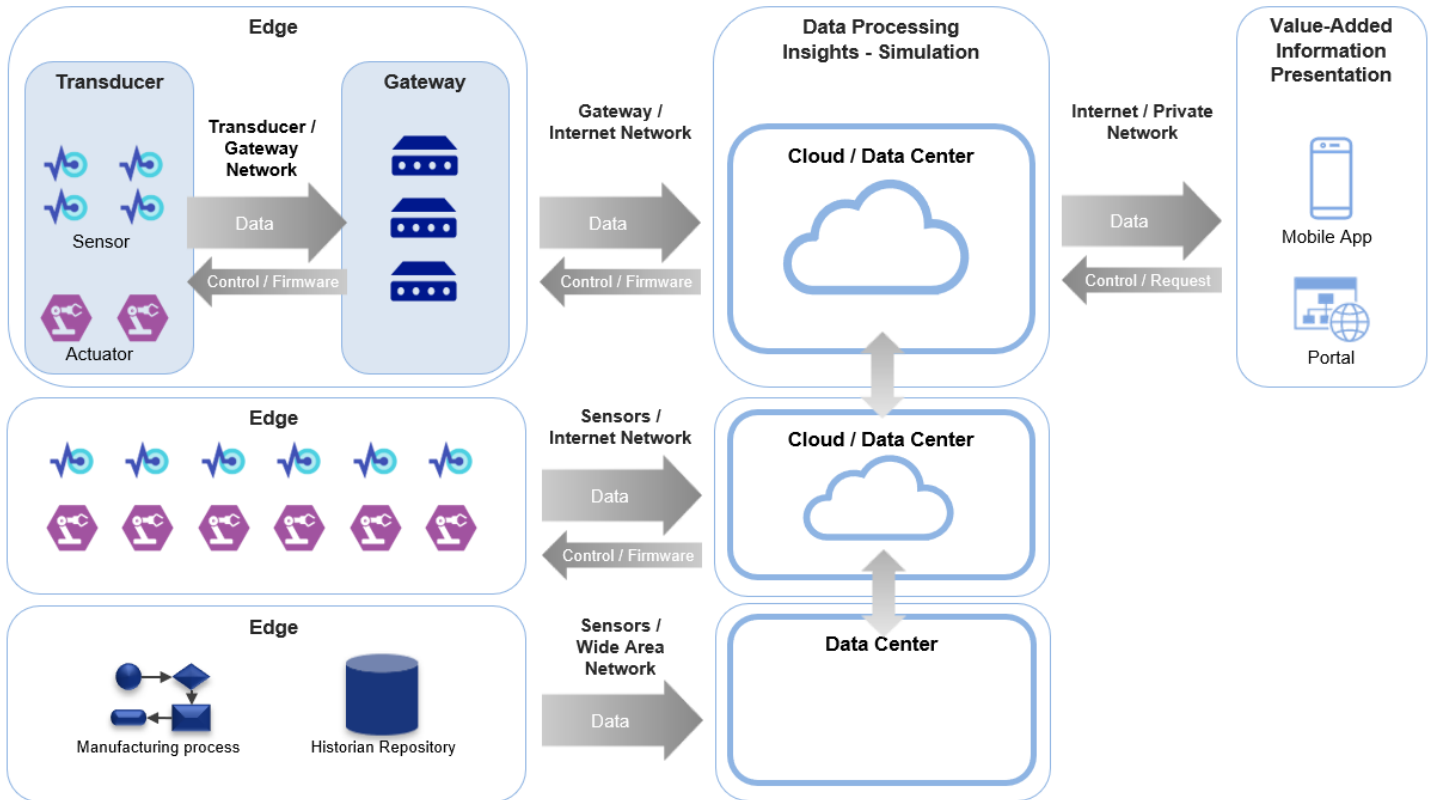 Edge
Transducer
Sensor
Actuator
Transducer /
Gateway
Network
Data
Control / Firmware
Gateway
Gateway /
Internet Network
Data
Control / Firmware
Data Processing
Insights - Simulation
Cloud / Data Center
Internet / Private
Network
Data
Control / Request
Value-Added
Information
Presentation
Mobile App
Portal
Edge
Sensors /
Internet Network
Data
Control / Firmware
Cloud / Data Center
Edge
Manufacturing process
Historian Repository
Sensors /
Wide Area
Network
Data
Data Center